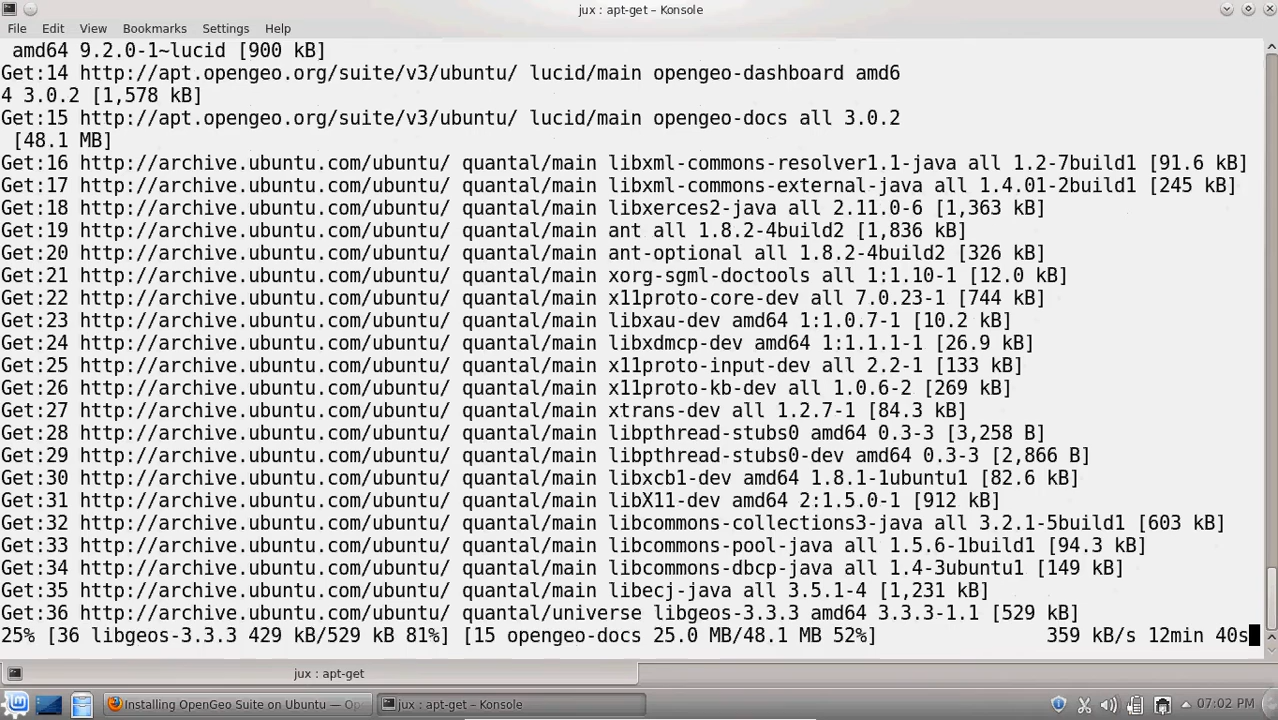 jux : apt-get – Konsole
File Edit View Bookmarks Settings Help
amd64 9.2.0-1~lucid [900 kB]
Get:14 http://apt.opengeo.org/suite/v3/ubuntu/ lucid/main opengeo-dashboard amd6
4 3.0.2 [1,578 kB]
Get:15 http://apt.opengeo.org/suite/v3/ubuntu/ lucid/main opengeo-docs all 3.0.2
[48.1 MB]
Get:16 http://archive.ubuntu.com/ubuntu/ quantal/main libxml-commons-resolver1.1-java all 1.2-7build1 [91.6 kB]
Get:17 http://archive.ubuntu.com/ubuntu/ quantal/main libxml-commons-external-java all 1.4.01-2build1 [245 kB]
Get:18 http://archive.ubuntu.com/ubuntu/ quantal/main libxerces2-java all 2.11.0-6 [1,363 kB]
Get:19 http://archive.ubuntu.com/ubuntu/ quantal/main ant all 1.8.2-4build2 [1,836 kB]
Get:20 http://archive.ubuntu.com/ubuntu/ quantal/main ant-optional all 1.8.2-4build2 [326 kB]
Get:21 http://archive.ubuntu.com/ubuntu/ quantal/main xorg-sgml-doctools all 1:1.10-1 [12.0 kB]
Get:22 http://archive.ubuntu.com/ubuntu/ quantal/main x11proto-core-dev all 7.0.23-1 [744 kB]
Get:23 http://archive.ubuntu.com/ubuntu/ quantal/main libxau-dev amd64 1:1.0.7-1 [10.2 kB]
Get:24 http://archive.ubuntu.com/ubuntu/ quantal/main libxdmcp-dev amd64 1:1.1.1-1 [26.9 kB]
Get:25 http://archive.ubuntu.com/ubuntu/ quantal/main x11proto-input-dev all 2.2-1 [133 kB]
Get:26 http://archive.ubuntu.com/ubuntu/ quantal/main x11proto-kb-dev all 1.0.6-2 [269 kB]
Get:27 http://archive.ubuntu.com/ubuntu/ quantal/main xtrans-dev all 1.2.7-1 [84.3 kB]
Get:28 http://archive.ubuntu.com/ubuntu/ quantal/main libpthread-stubs0 amd64 0.3-3 [3,258 B]
Get:29 http://archive.ubuntu.com/ubuntu/ quantal/main libpthread-stubs0-dev amd64 0.3-3 [2,866 B]
Get:30 http://archive.ubuntu.com/ubuntu/ quantal/main libxcb1-dev amd64 1.8.1-1ubuntu1 [82.6 kB]
Get:31 http://archive.ubuntu.com/ubuntu/ quantal/main libX11-dev amd64 2:1.5.0-1 [912 kB]
Get:32 http://archive.ubuntu.com/ubuntu/ quantal/main libcommons-collections3-java all 3.2.1-5build1 [603 kB]
Get:33 http://archive.ubuntu.com/ubuntu/ quantal/main libcommons-pool-java all 1.5.6-1build1 [94.3 kB]
Get:34 http://archive.ubuntu.com/ubuntu/ quantal/main libcommons-dbcp-java all 1.4-3ubuntu1 [149 kB]
Get:35 http://archive.ubuntu.com/ubuntu/ quantal/main libecj-java all 3.5.1-4 [1,231 kB]
Get:36 http://archive.ubuntu.com/ubuntu/ quantal/universe libgeos-3.3.3 amd64 3.3.3-1.1 [529 kB]
25% [36 libgeos-3.3.3 429 kB/529 kB 81%] [15 opengeo-docs 25.0 MB/48.1 MB 52%] 359 kB/s 12min 40s
jux : apt-get
Installing OpenGeo Suite on Ubuntu — Op jux : apt-get – Konsole 07:02 PM